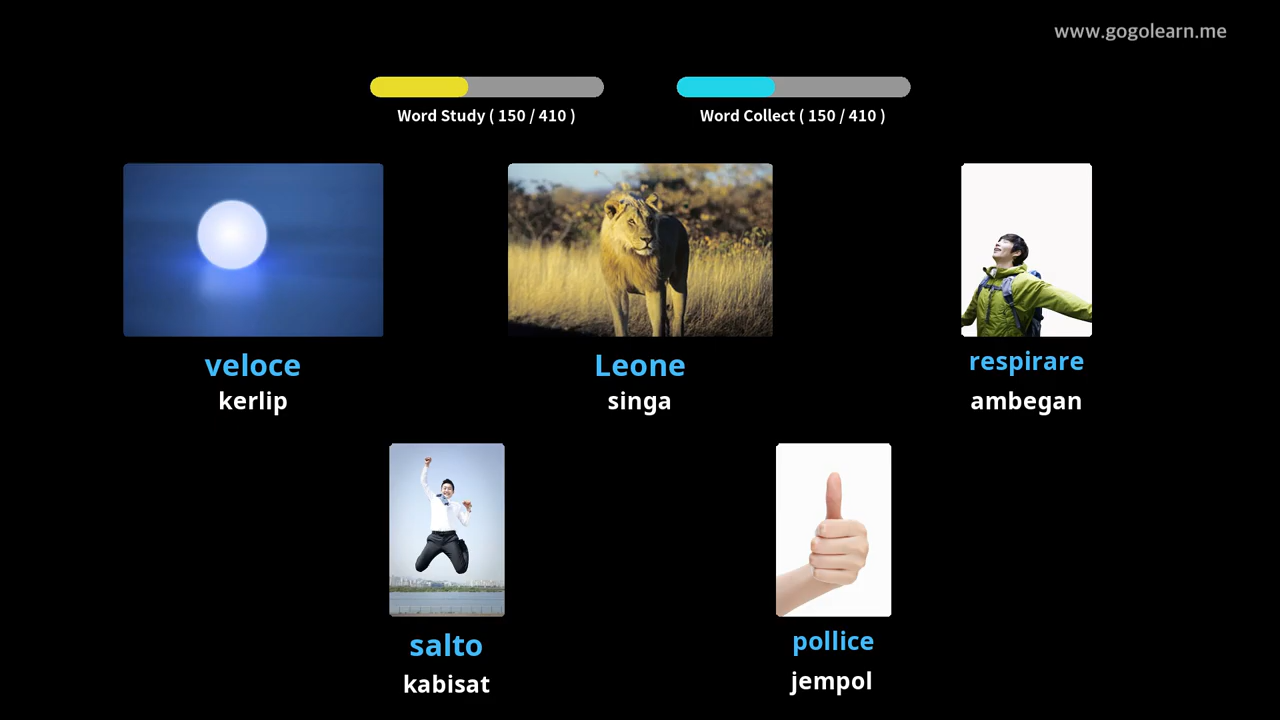 www.gogolearn.me
Word Study ( 150 / 410 )
Word Collect ( 150 / 410 )
veloce
kerlip
Leone
singa
respirare
ambegan
salto
kabisat
pollice
jempol